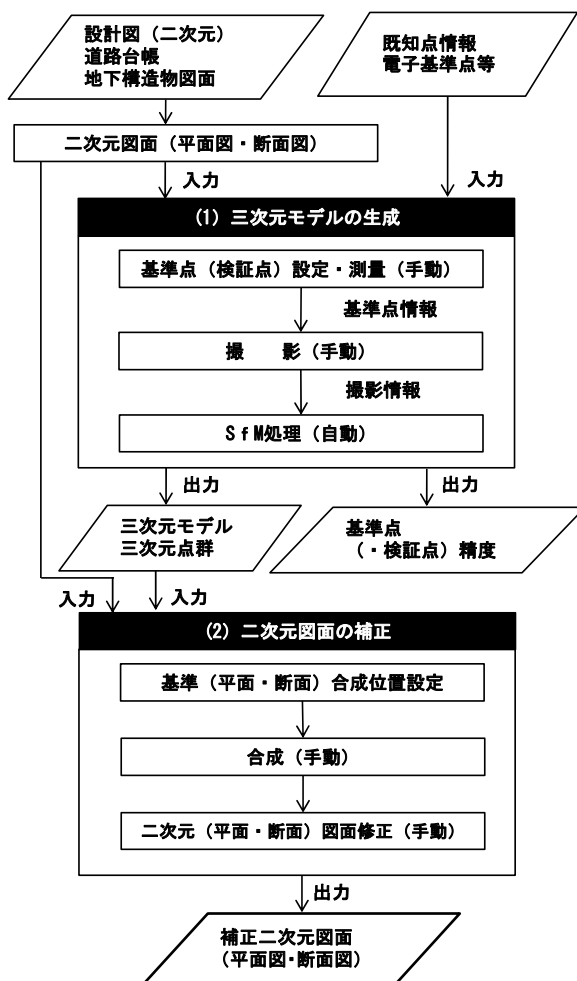 設計図（二次元）
道路台帳
地下構造物図面
既知点情報
電子基準点等
二次元図面（平面図・断面図）
入力
入力
(1) 三次元モデルの生成
基準点（検証点）設定・測量（手動）
基準点情報
撮　　影（手動）
撮影情報
ＳｆＭ処理（自動）
出力
出力
三次元モデル
三次元点群
基準点
（・検証点）精度
入力
入力
(2) 二次元図面の補正
基準（平面・断面）合成位置設定
合成（手動）
二次元（平面・断面）図面修正（手動）
出力
補正二次元図面
（平面図・断面図）